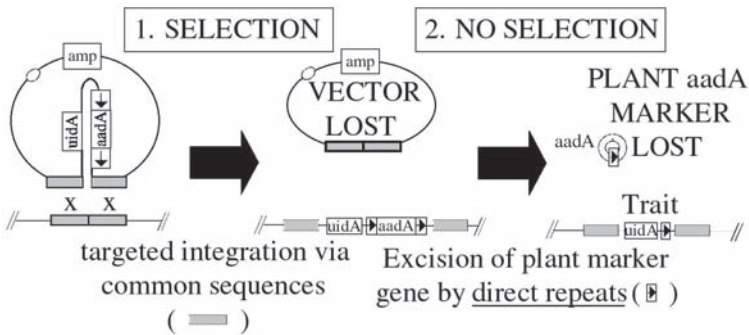 1. SELECTION
2. NO SELECTION
amp
uidA
aadA
X X
amp
VECTOR
LOST
PLANT aadA
MARKER
aadA LOST
Trait
uidA aadA
uidA
targeted integration via
common sequences
( )
Excision of plant marker
gene by direct repeats ( )